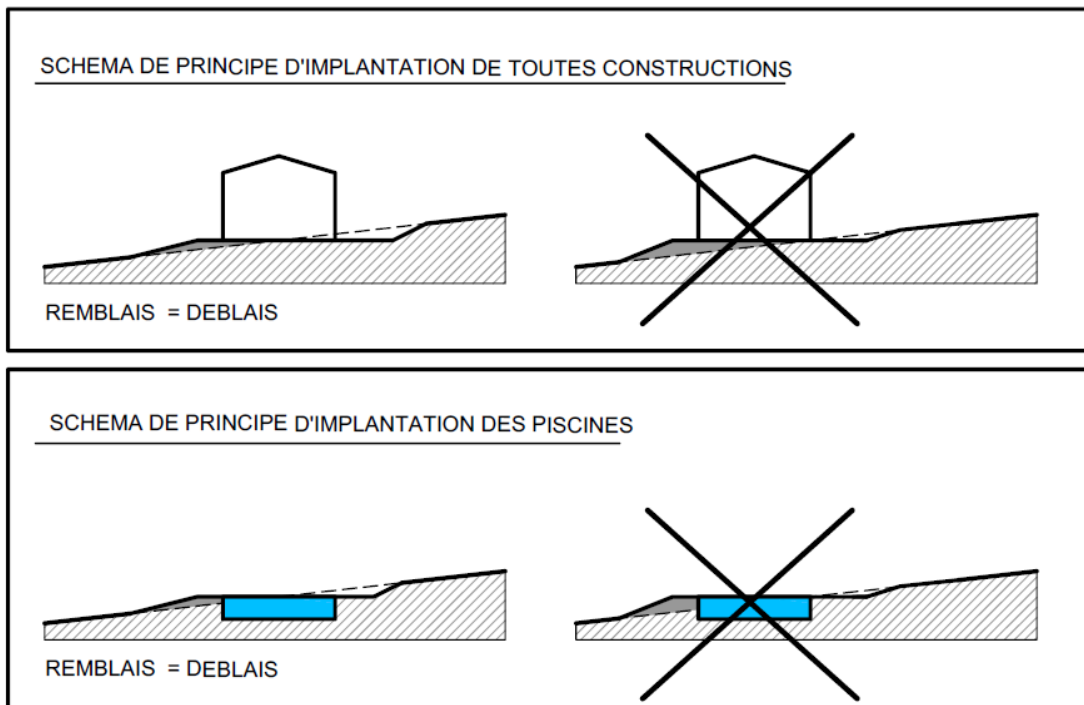 SCHEMA DE PRINCIPE D'IMPLANTATION DE TOUTES CONSTRUCTIONS
REMBLAIS = DEBLAIS
SCHEMA DE PRINCIPE D'IMPLANTATION DES PISCINES
REMBLAIS = DEBLAIS